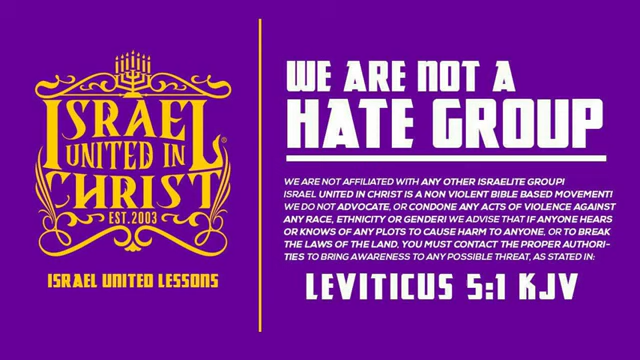 ISRAEL
UNITED IN
CHRIST
®
EST.2003
ISRAEL UNITED LESSONS
WE ARE NOT A
HATE GROUP
WE ARE NOT AFFILIATED WITH ANY OTHER ISRAELITE GROUP!
ISRAEL UNITED IN CHRIST IS A NON VIOLENT BIBLE BASED MOVEMENT!
WE DO NOT ADVOCATE, OR CONDONE ANY ACTS OF VIOLENCE AGAINST
ANY RACE, ETHNICITY OR GENDER! WE ADVISE THAT IF ANYONE HEARS
OR KNOWS OF ANY PLOTS TO CAUSE HARM TO ANYONE, OR TO BREAK
THE LAWS OF THE LAND, YOU MUST CONTACT THE PROPER AUTHORI-
TIES TO BRING AWARENESS TO ANY POSSIBLE THREAT, AS STATED IN:
LEVITICUS 5:1 KJV